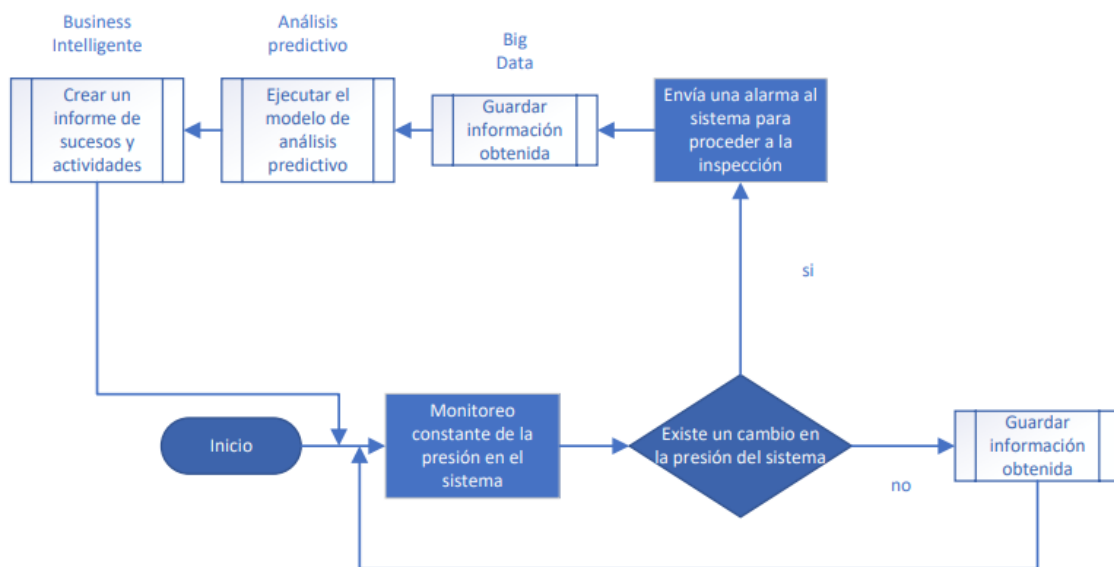 Business
Intelligente
Análisis
predictivo
Big
Data
Crear un
informe de
sucesos y
actividades
Ejecutar el
modelo de
análisis
predictivo
Guardar
información
obtenida
Envía una alarma al
sistema para
proceder a la
inspección
si
Inicio
Monitoreo
constante de la
presión en el
sistema
Existe un cambio en
la presión del sistema
no
Guardar
información
obtenida